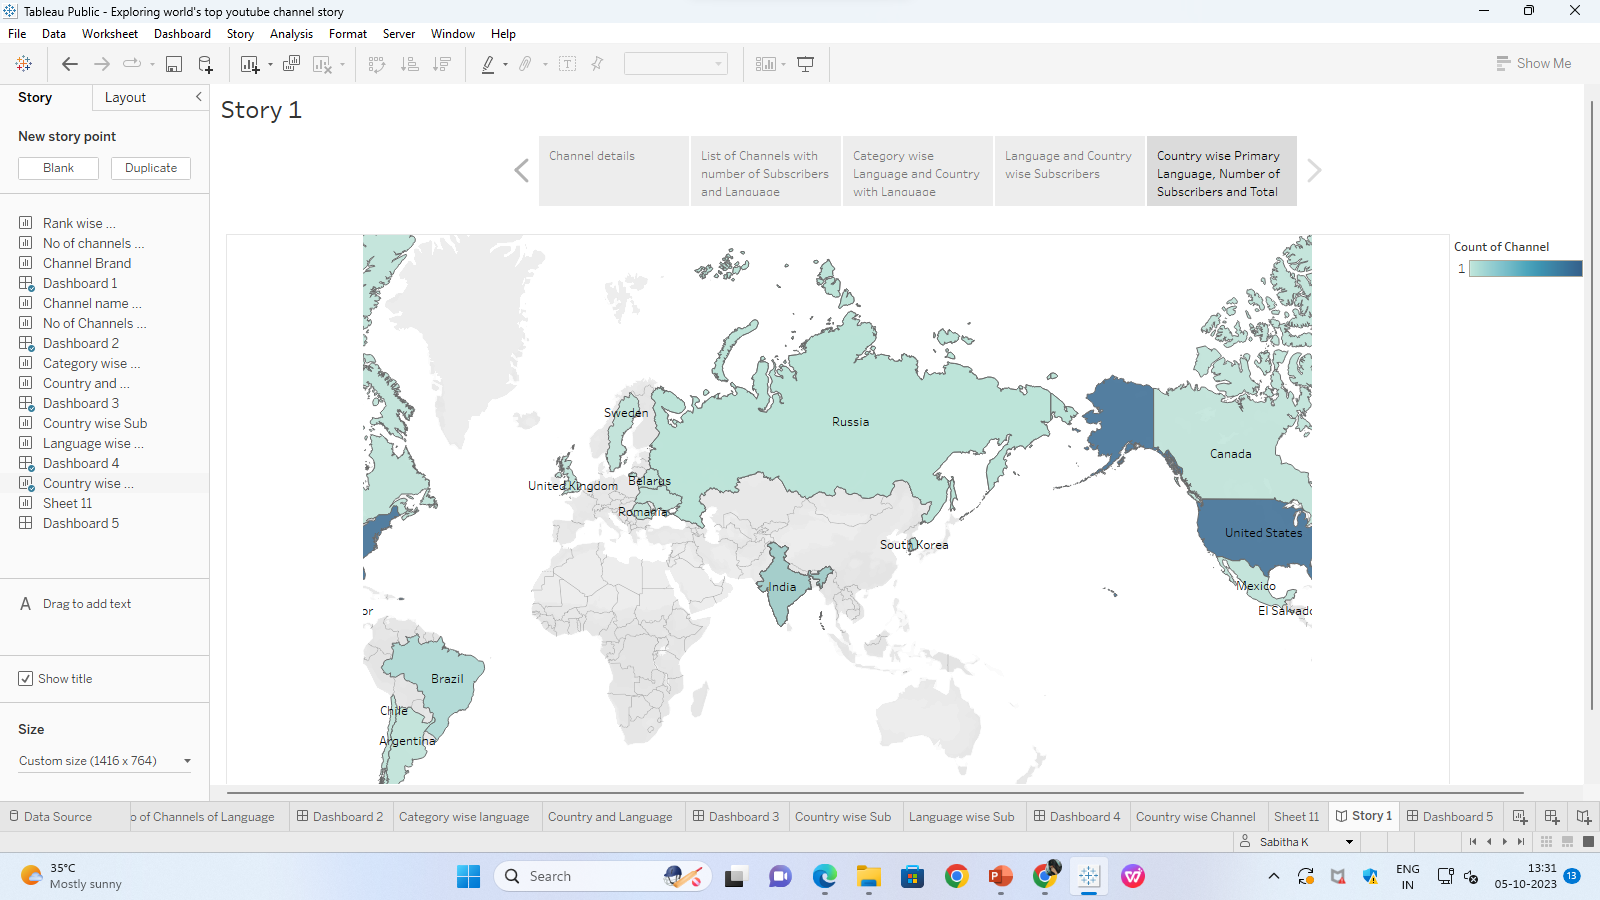 Tableau Public - Exploring world's top youtube channel story
File Data Worksheet Dashboard Story Analysis Format Server Window Help
Show Me
Story Layout
New story point
Blank Duplicate
Rank wise ...
No of channels ...
Channel Brand
Dashboard 1
Channel name ...
No of Channels ...
Dashboard 2
Category wise ...
Country and ...
Dashboard 3
Country wise Sub
Language wise ...
Dashboard 4
Country wise ...
Sheet 11
Dashboard 5
A Drag to add text
Show title
Size
Custom size (1416 x 764)
Story 1
Channel details
List of Channels with
number of Subscribers
and Language
Category wise
Language and Country
with Language
Language and Country
wise Subscribers
Country wise Primary
Language, Number of
Subscribers and Total
Count of Channel
1
Sweden
Russia
Canada
United Kingdom
Belarus
Romania
South Korea
United States
India
Mexico
El Salvado
or
Brazil
Chile
Argentina
Data Source
o of Channels of Language
Dashboard 2
Category wise language
Country and Language
Dashboard 3
Country wise Sub
Language wise Sub
Dashboard 4
Country wise Channel
Sheet 11
Story 1
Dashboard 5
Sabitha K
35°C
Mostly sunny
Search
ENG
IN
13:31
05-10-2023
13